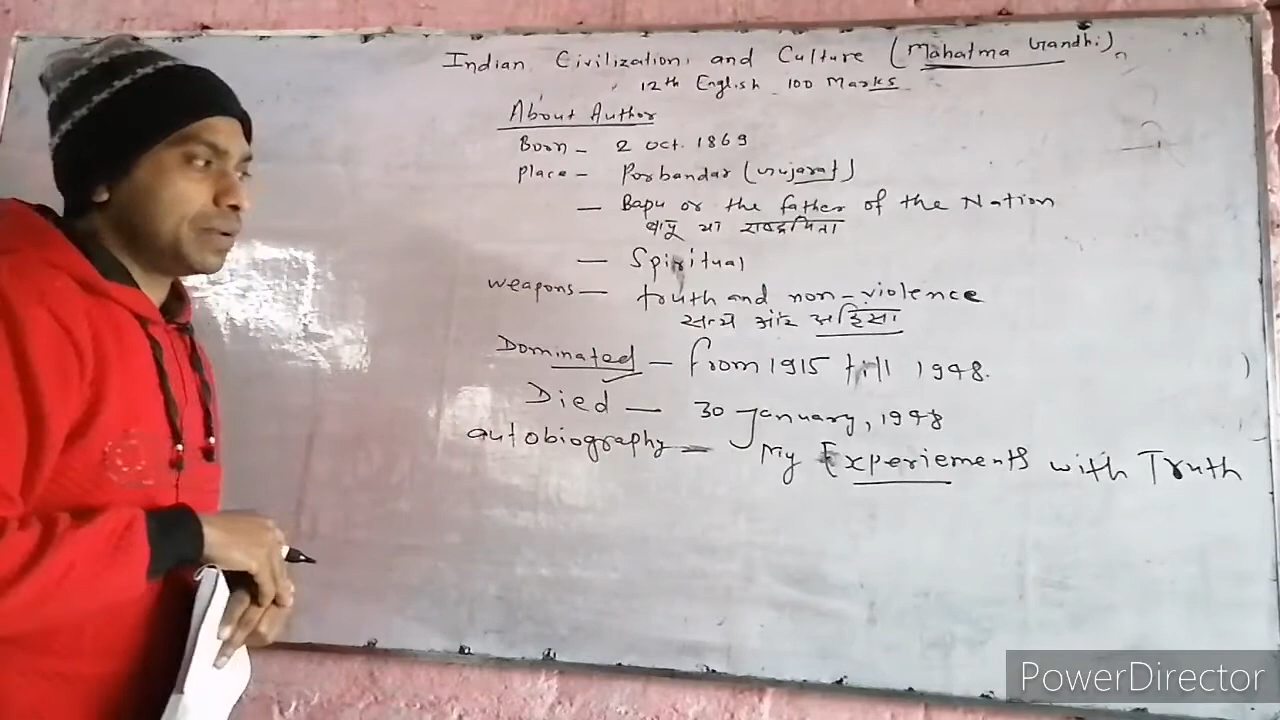 Indian Civilization and Culture (Mahatma Gandhi)
12th English 100 Marks
About Author
Born - 2 Oct. 1869
Place - Porbandar (Gujarat)
- Bapu or the father of the Nation
बापू या राष्ट्रपिता
- Spiritual
weapons - truth and non-violence
सत्य और अहिंसा
Dominated - from 1915 till 1948.
Died - 30 January, 1948
autobiography - My Experiements with Truth
PowerDirector